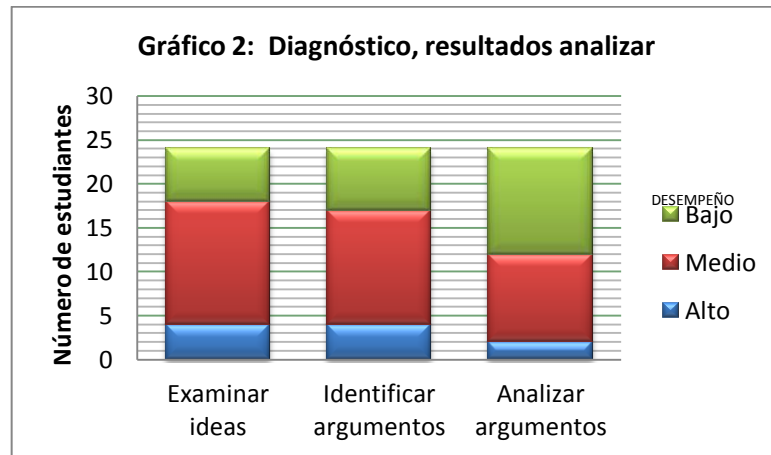 Gráfico 2: Diagnóstico, resultados analizar
Número de estudiantes
30
25
20
15
10
5
0
Examinar
ideas
Identificar
argumentos
Analizar
argumentos
DESEMPEÑO
Bajo
Medio
Alto